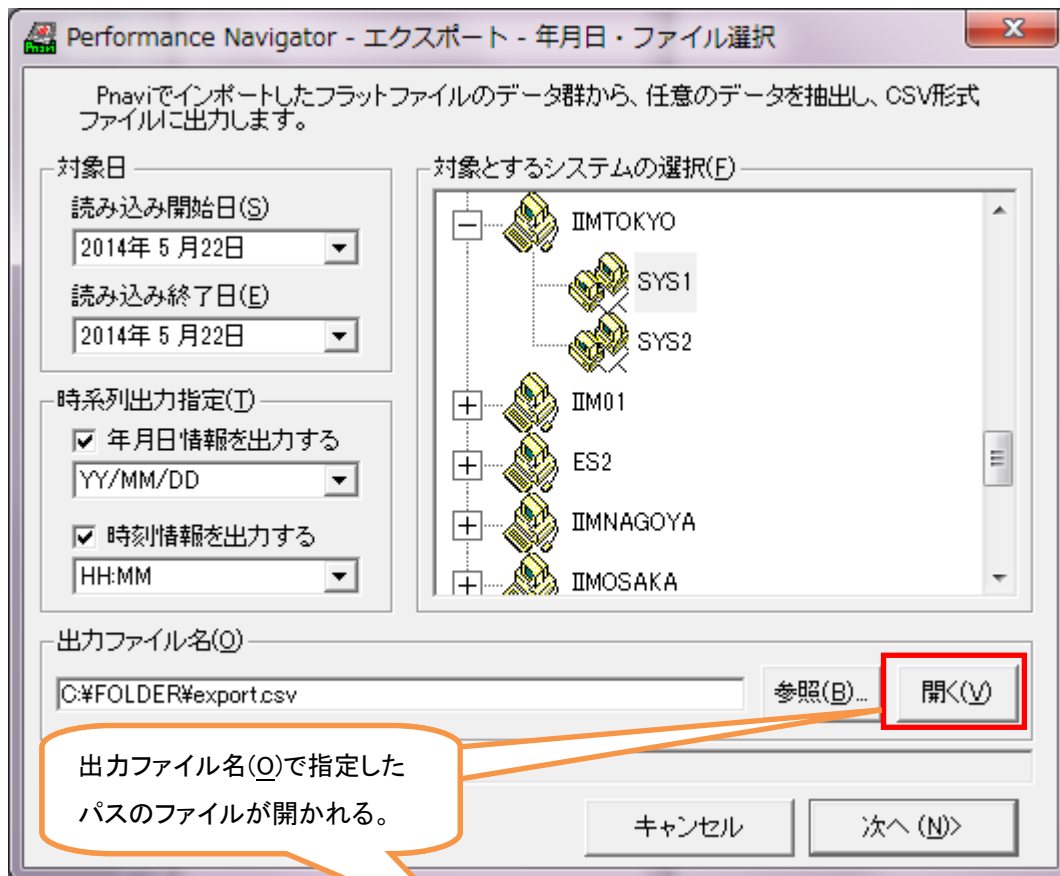 Performance Navigator - エクスポート - 年月日・ファイル選択
Pnaviでインポートしたフラットファイルのデータ群から、任意のデータを抽出し、CSV形式
ファイルに出力します。
対象日
読み込み開始日(S)
2014年 5月22日
読み込み終了日(E)
2014年 5月22日
時系列出力指定(T)
年月日情報を出力する
YY/MM/DD
時刻情報を出力する
HH:MM
対象とするシステムの選択(F)
IIMTOKYO
SYS1
SYS2
IIM01
ES2
IIMNAGOYA
IIMOSAKA
出力ファイル名(O)
C:¥FOLDER¥export.csv
参照(B)...
開く(V)
出力ファイル名(O)で指定した
パスのファイルが開かれる。
キャンセル
次へ (N)>